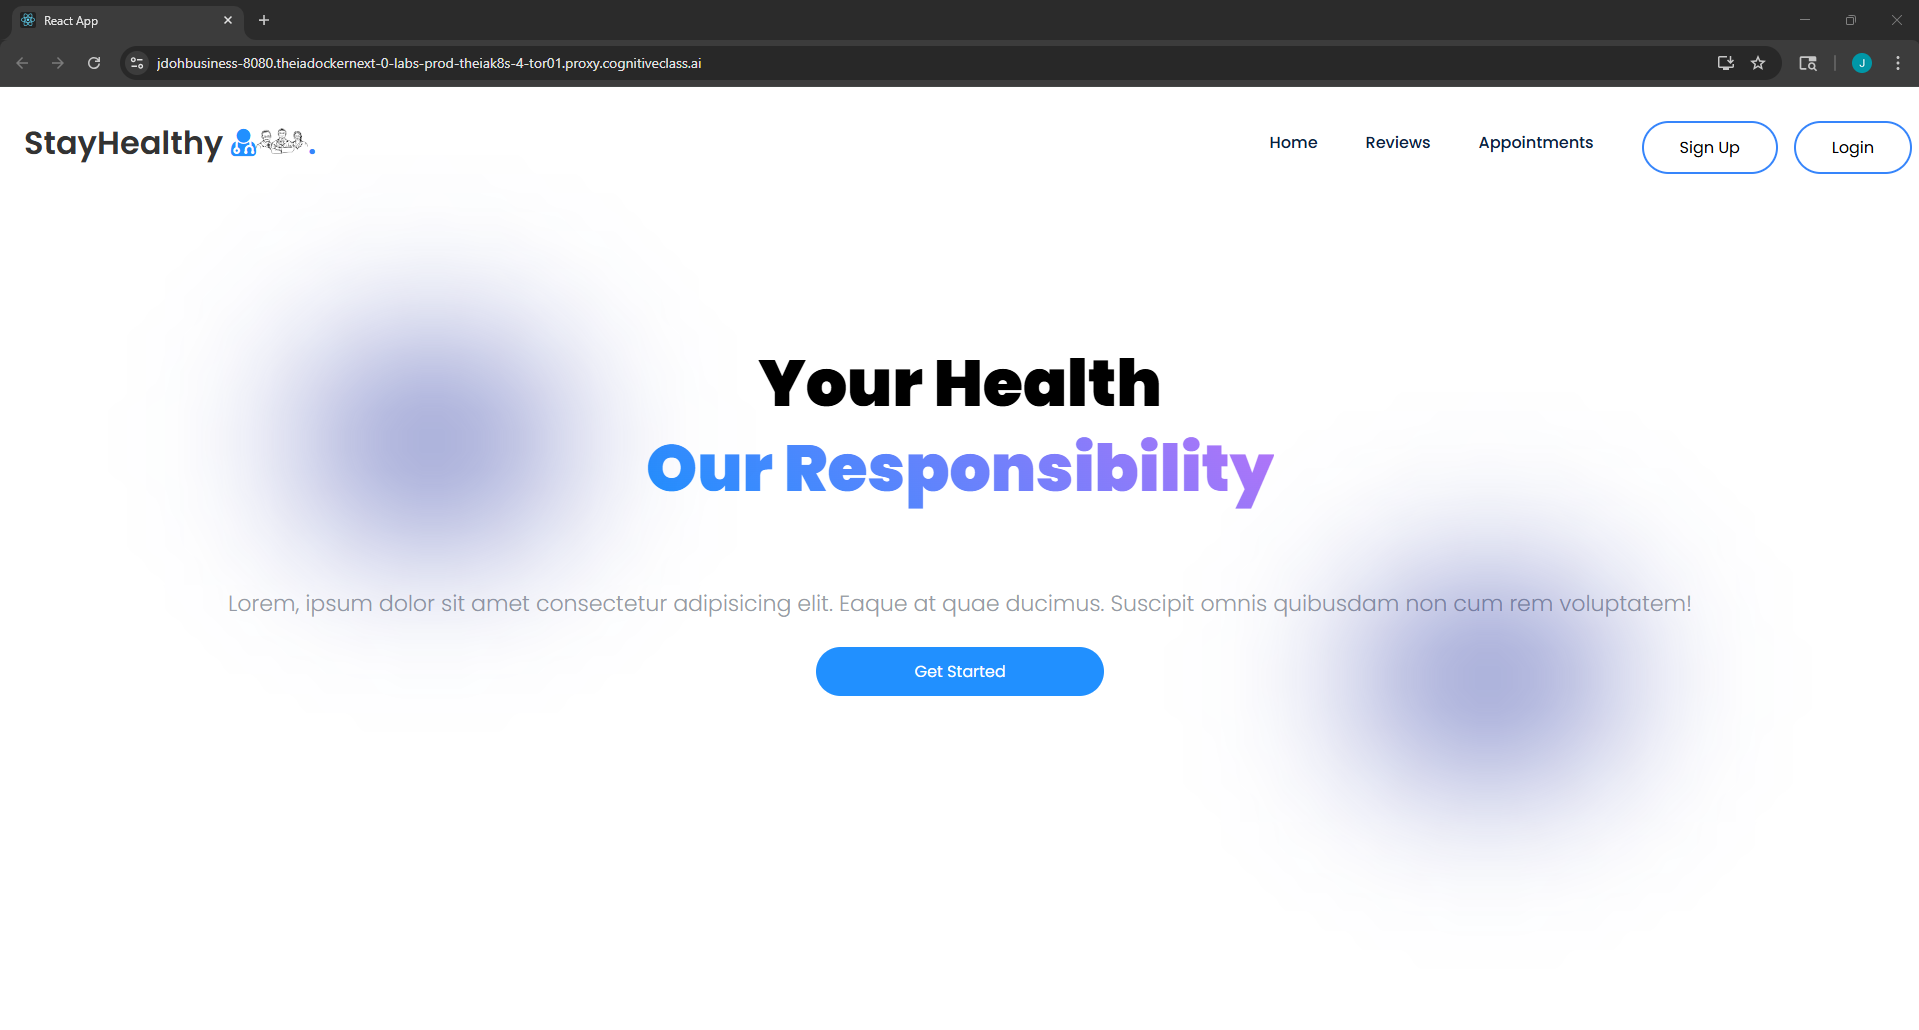 React App
jdohbusiness-8080.theiadockernext-0-labs-prod-theiak8s-4-tor01.proxy.cognitiveclass.ai
J
StayHealthy .
Home Reviews Appointments Sign Up Login
Your Health
Our Responsibility
Lorem, ipsum dolor sit amet consectetur adipisicing elit. Eaque at quae ducimus. Suscipit omnis quibusdam non cum rem voluptatem!
Get Started